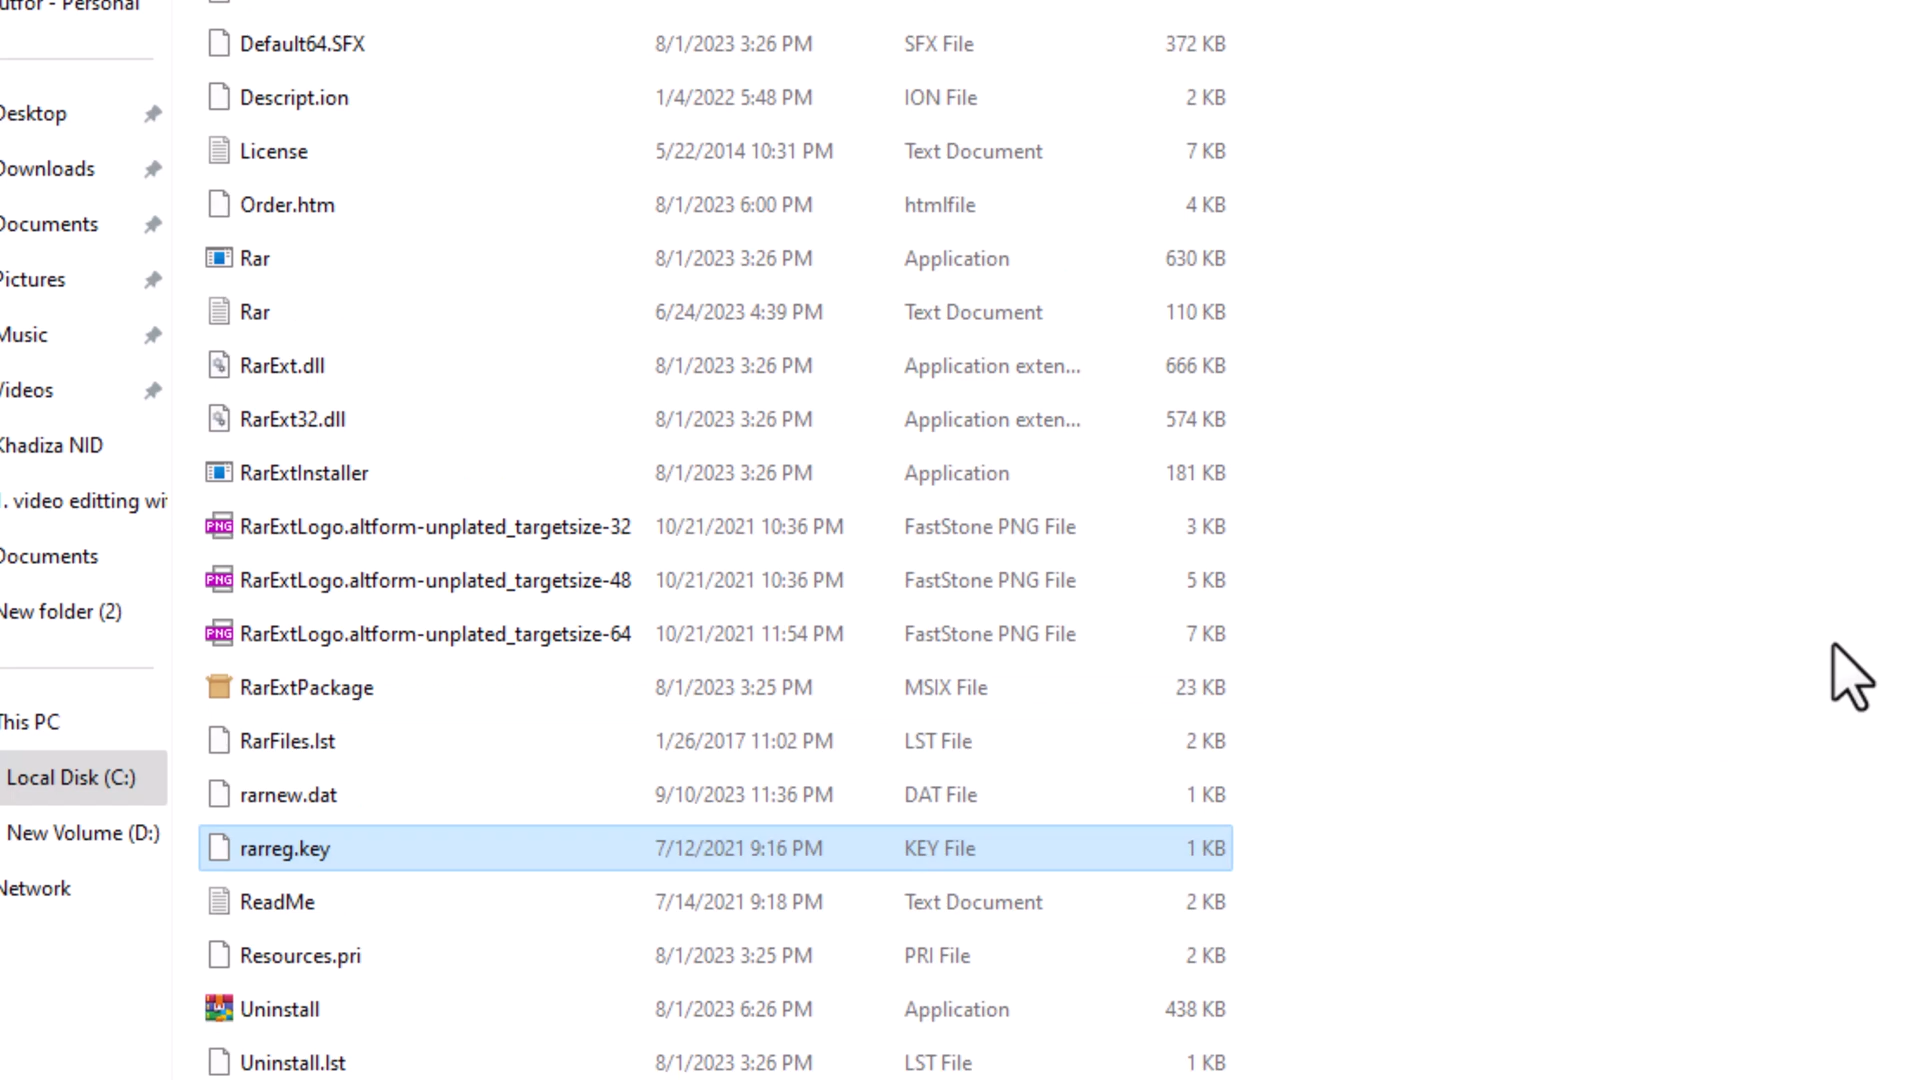 - Personal
Default64.SFX 8/1/2023 3:26 PM SFX File 372 KB
Descript.ion 1/4/2022 5:48 PM ION File 2 KB
Desktop
License 5/22/2014 10:31 PM Text Document 7 KB
Downloads
Order.htm 8/1/2023 6:00 PM htmlfile 4 KB
Documents
Rar 8/1/2023 3:26 PM Application 630 KB
Pictures
Rar 6/24/2023 4:39 PM Text Document 110 KB
Music
RarExt.dll 8/1/2023 3:26 PM Application exten... 666 KB
Videos
RarExt32.dll 8/1/2023 3:26 PM Application exten... 574 KB
Khadiza NID
RarExtInstaller 8/1/2023 3:26 PM Application 181 KB
. video editting wi
RarExtLogo.altform-unplated_targetsize-32 10/21/2021 10:36 PM FastStone PNG File 3 KB
Documents
RarExtLogo.altform-unplated_targetsize-48 10/21/2021 10:36 PM FastStone PNG File 5 KB
New folder (2)
RarExtLogo.altform-unplated_targetsize-64 10/21/2021 11:54 PM FastStone PNG File 7 KB
RarExtPackage 8/1/2023 3:25 PM MSIX File 23 KB
This PC
RarFiles.lst 1/26/2017 11:02 PM LST File 2 KB
Local Disk (C:)
rarnew.dat 9/10/2023 11:36 PM DAT File 1 KB
New Volume (D:)
rarreg.key 7/12/2021 9:16 PM KEY File 1 KB
Network
ReadMe 7/14/2021 9:18 PM Text Document 2 KB
Resources.pri 8/1/2023 3:25 PM PRI File 2 KB
Uninstall 8/1/2023 6:26 PM Application 438 KB
Uninstall.lst 8/1/2023 3:26 PM LST File 1 KB